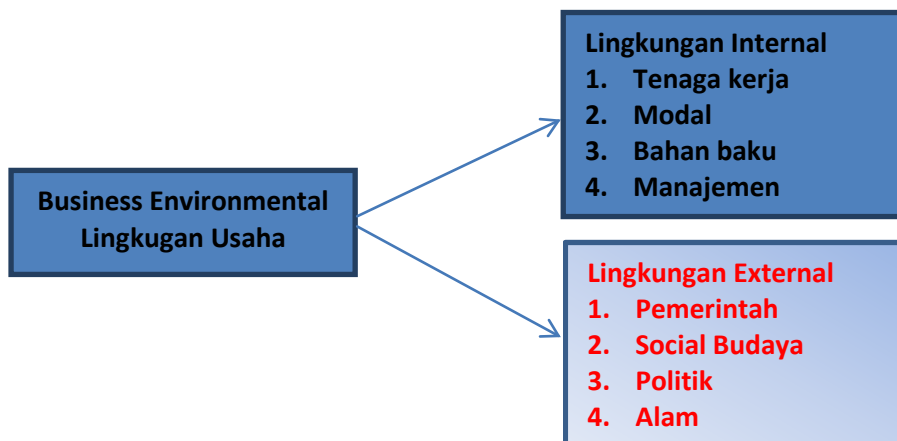 Business Environmental
Lingkugan Usaha
Lingkungan Internal
1. Tenaga kerja
2. Modal
3. Bahan baku
4. Manajemen
Lingkungan External
1. Pemerintah
2. Social Budaya
3. Politik
4. Alam